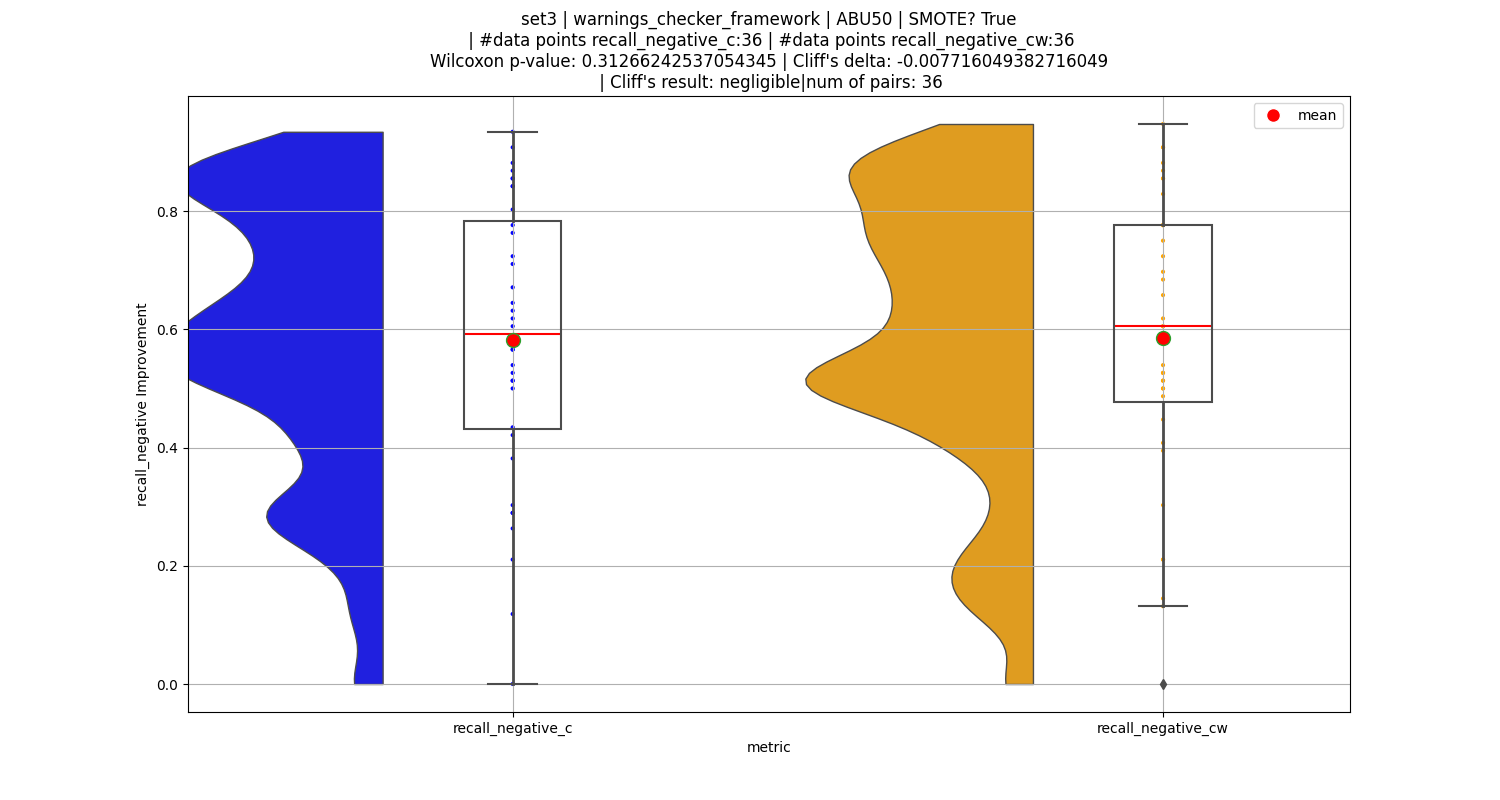 set3 | warnings_checker_framework | ABU50 | SMOTE? True
| #data points recall_negative_c:36 | #data points recall_negative_cw:36
Wilcoxon p-value: 0.31266242537054345 | Cliff's delta: -0.007716049382716049
| Cliff's result: negligible|num of pairs: 36
mean
0.8
0.6
0.4
0.2
0.0
recall_negative Improvement
recall_negative_c
recall_negative_cw
metric